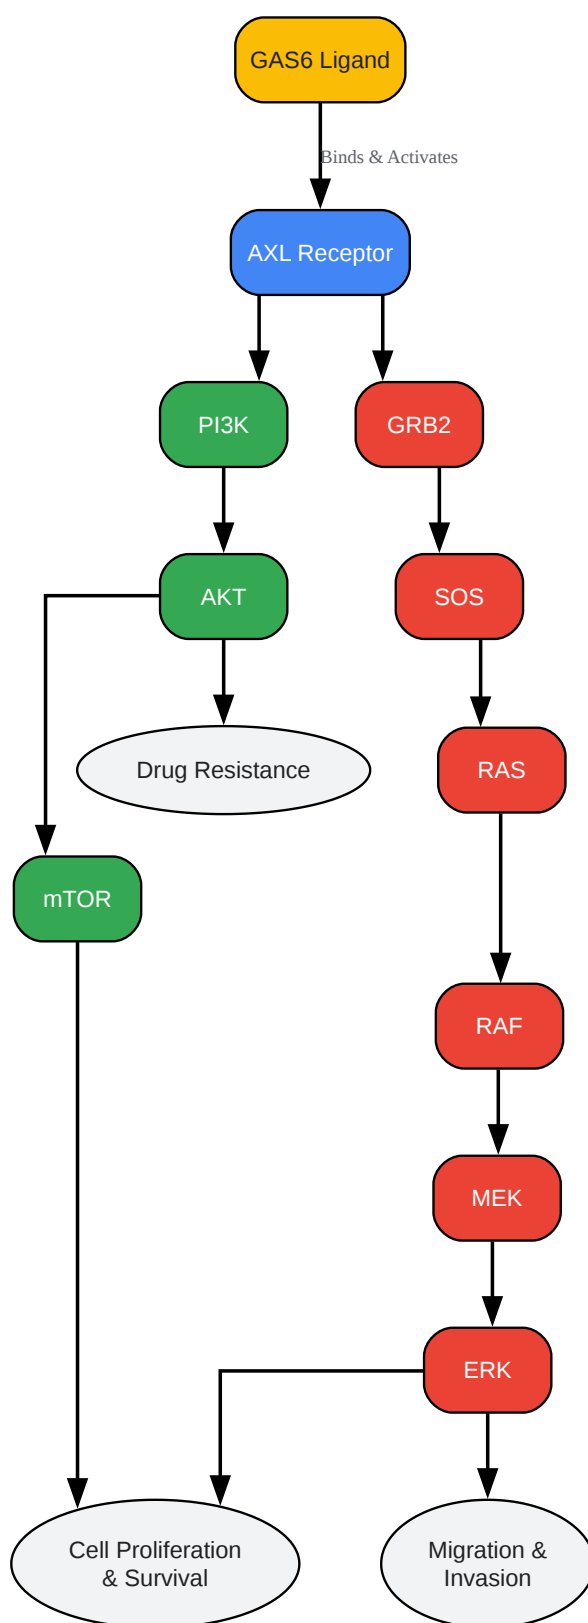 GAS6 Ligand
Binds & Activates
AXL Receptor
PI3K
GRB2
AKT
SOS
Drug Resistance
RAS
mTOR
RAF
MEK
ERK
Cell Proliferation
& Survival
Migration &
Invasion